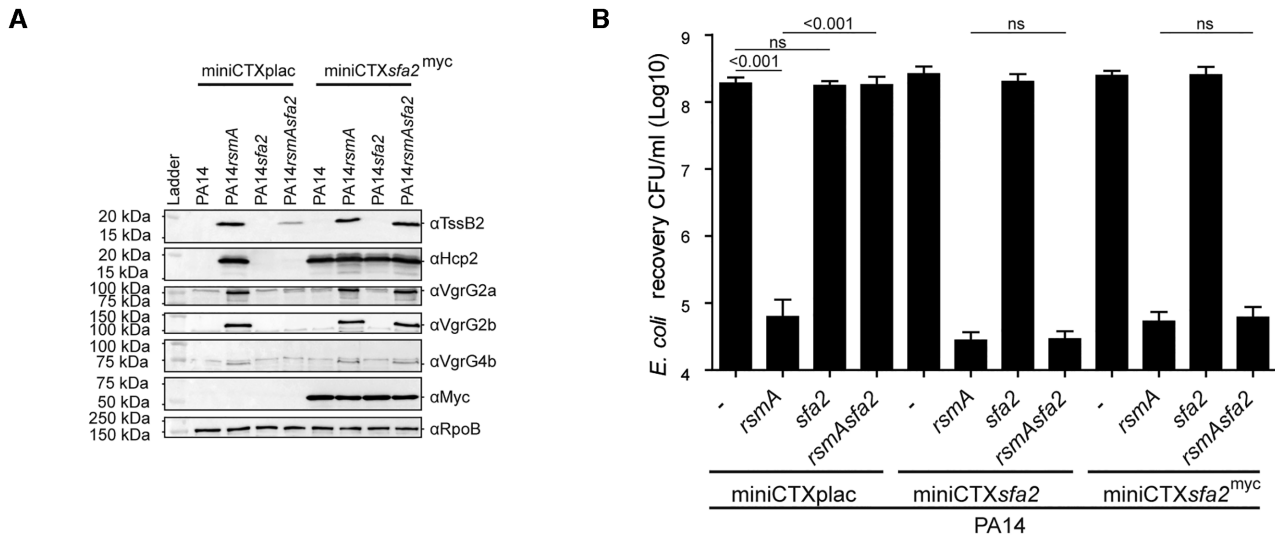 A
miniCTXplac
miniCTXsfa2myc
Ladder
PA14
PA14rsmA
PA14sfa2
PA14rsmAsfa2
PA14
PA14rsmA
PA14sfa2
PA14rsmAsfa2
20 kDa
15 kDa
αTssB2
20 kDa
15 kDa
αHcp2
100 kDa
75 kDa
αVgrG2a
150 kDa
100 kDa
αVgrG2b
100 kDa
75 kDa
αVgrG4b
75 kDa
50 kDa
αMyc
250 kDa
150 kDa
αRpoB
B
E. coli recovery CFU/ml (Log10)
9
8
7
6
5
4
<0.001
ns
<0.001
ns
ns
-
rsmA
sfa2
rsmAsfa2
-
rsmA
sfa2
rsmAsfa2
-
rsmA
sfa2
rsmAsfa2
miniCTXplac
miniCTXsfa2
miniCTXsfa2myc
PA14